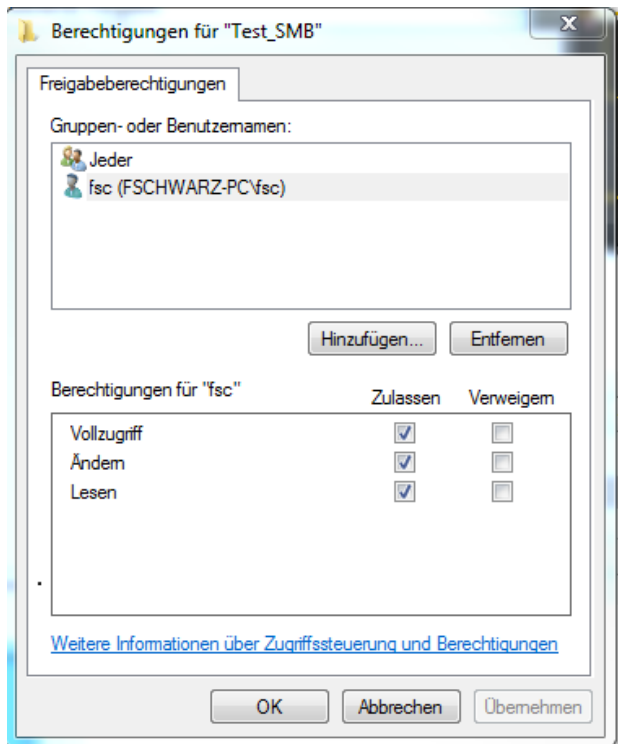 Berechtigungen für "Test_SMB"
Freigabeberechtigungen
Gruppen- oder Benutzernamen:
Jeder
fsc (FSCHWARZ-PC\fsc)
Hinzufügen... Entfernen
Berechtigungen für "fsc" Zulassen Verweigern
Vollzugriff
Ändern
Lesen
Weitere Informationen über Zugriffssteuerung und Berechtigungen
OK Abbrechen Übernehmen